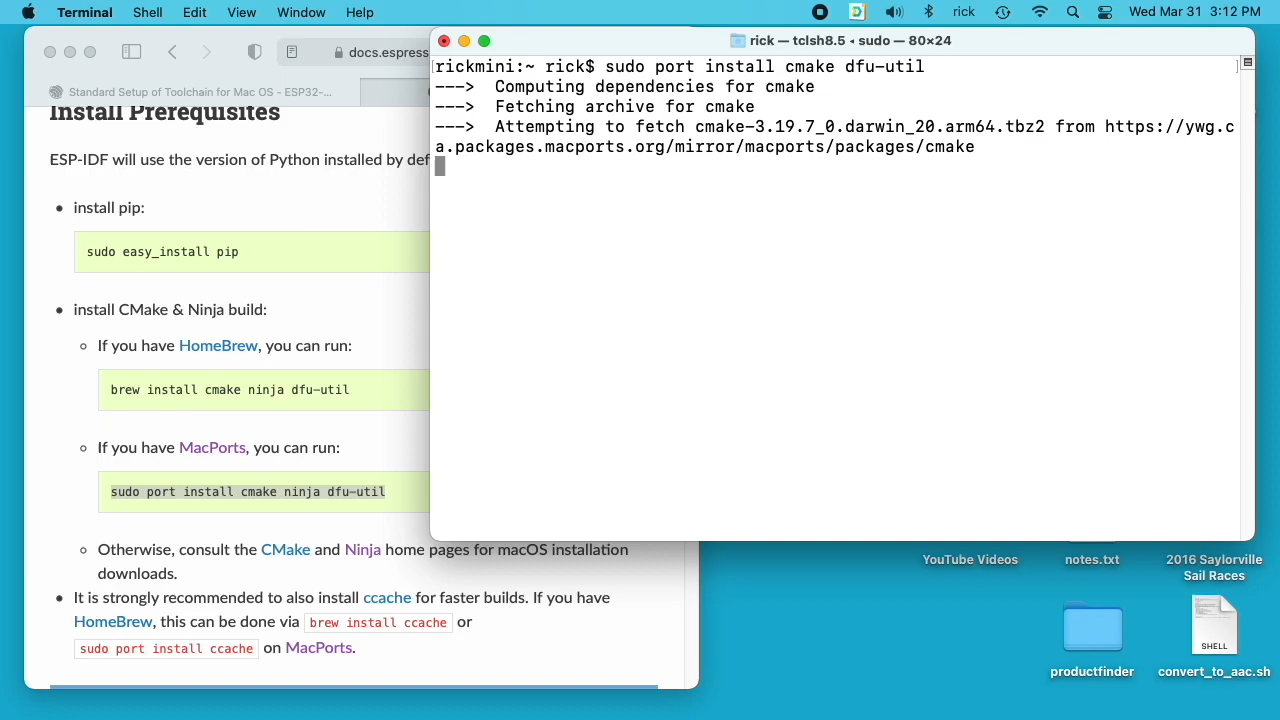 Terminal Shell Edit View Window Help rick Wed Mar 31 3:12 PM
docs.espress
rick — tclsh8.5 ◂ sudo — 80×24
Standard Setup of Toolchain for Mac OS - ESP32-...
rickmini:~ rick$ sudo port install cmake dfu-util
---> Computing dependencies for cmake
---> Fetching archive for cmake
---> Attempting to fetch cmake-3.19.7_0.darwin_20.arm64.tbz2 from https://ywg.c
a.packages.macports.org/mirror/macports/packages/cmake
Install Prerequisites
ESP-IDF will use the version of Python installed by def
• install pip:
sudo easy_install pip
• install CMake & Ninja build:
◦ If you have HomeBrew, you can run:
brew install cmake ninja dfu-util
◦ If you have MacPorts, you can run:
sudo port install cmake ninja dfu-util
◦ Otherwise, consult the CMake and Ninja home pages for macOS installation
downloads.
• It is strongly recommended to also install ccache for faster builds. If you have
HomeBrew, this can be done via brew install ccache or
sudo port install ccache on MacPorts.
YouTube Videos
notes.txt
2016 Saylorville
Sail Races
SHELL
productfinder
convert_to_aac.sh